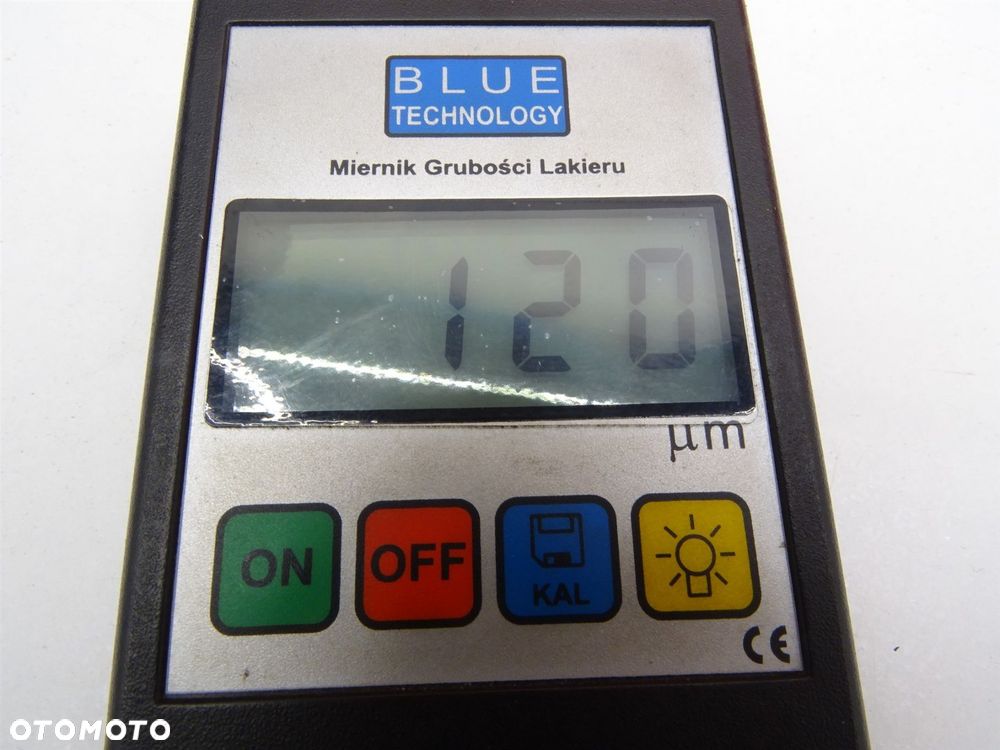 BLUE
TECHNOLOGY
Miernik Grubości Lakieru
120
μm
ON
OFF
KAL
CE
OTOMOTO